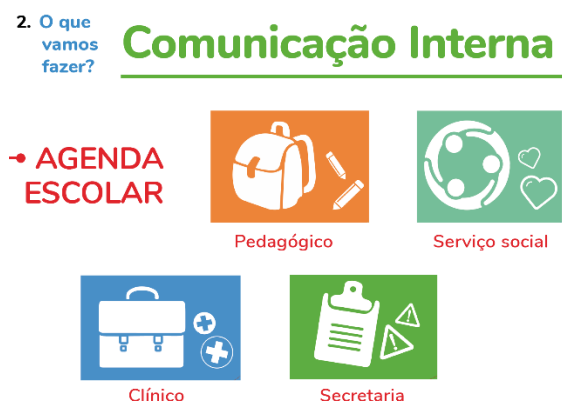 2. O que
vamos
fazer?
Comunicação Interna
AGENDA
ESCOLAR
Pedagógico
Serviço social
Clínico
Secretaria